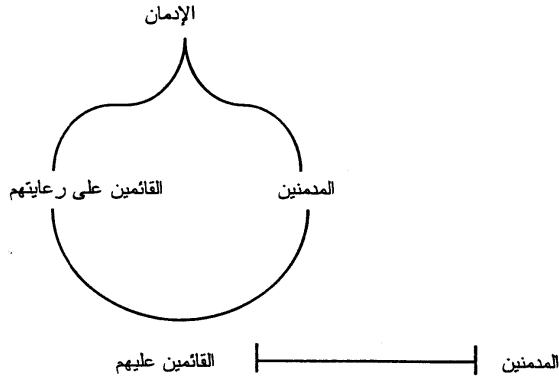 الإدمان
المدمنين القائمين على رعايتهم
المدمنين القائمين عليهم